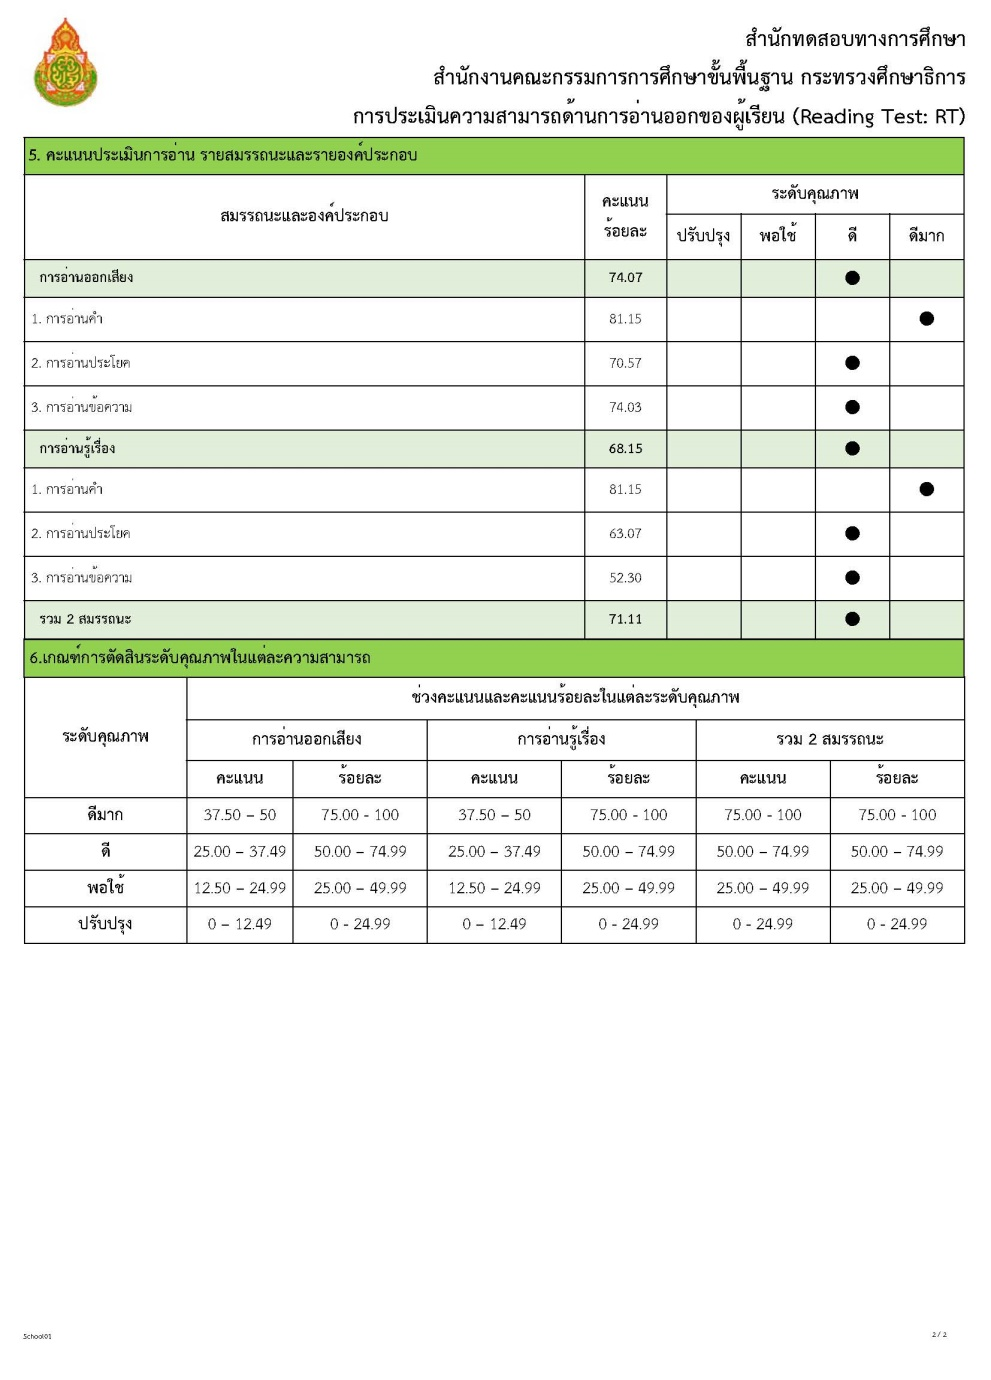 สำนักทดสอบทางการศึกษา
สำนักงานคณะกรรมการการศึกษาขั้นพื้นฐาน กระทรวงศึกษาธิการ
การประเมินความสามารถด้านการอ่านออกของผู้เรียน (Reading Test: RT)
5. คะแนนประเมินการอ่าน รายสมรรถนะและรายองค์ประกอบ
สมรรถนะและองค์ประกอบ คะแนน ร้อยละ ระดับคุณภาพ
ปรับปรุง พอใช้ ดี ดีมาก
การอ่านออกเสียง 74.07 ●
1. การอ่านคำ 81.15 ●
2. การอ่านประโยค 70.57 ●
3. การอ่านข้อความ 74.03 ●
การอ่านรู้เรื่อง 68.15 ●
1. การอ่านคำ 81.15 ●
2. การอ่านประโยค 63.07 ●
3. การอ่านข้อความ 52.30 ●
รวม 2 สมรรถนะ 71.11 ●
6.เกณฑ์การตัดสินระดับคุณภาพในแต่ละความสามารถ
ระดับคุณภาพ ช่วงคะแนนและคะแนนร้อยละในแต่ละระดับคุณภาพ
การอ่านออกเสียง การอ่านรู้เรื่อง รวม 2 สมรรถนะ
คะแนน ร้อยละ คะแนน ร้อยละ คะแนน ร้อยละ
ดีมาก 37.50 – 50 75.00 - 100 37.50 – 50 75.00 - 100 75.00 - 100 75.00 - 100
ดี 25.00 – 37.49 50.00 – 74.99 25.00 – 37.49 50.00 – 74.99 50.00 – 74.99 50.00 – 74.99
พอใช้ 12.50 – 24.99 25.00 – 49.99 12.50 – 24.99 25.00 – 49.99 25.00 – 49.99 25.00 – 49.99
ปรับปรุง 0 – 12.49 0 - 24.99 0 – 12.49 0 - 24.99 0 - 24.99 0 - 24.99
School01 2 / 2